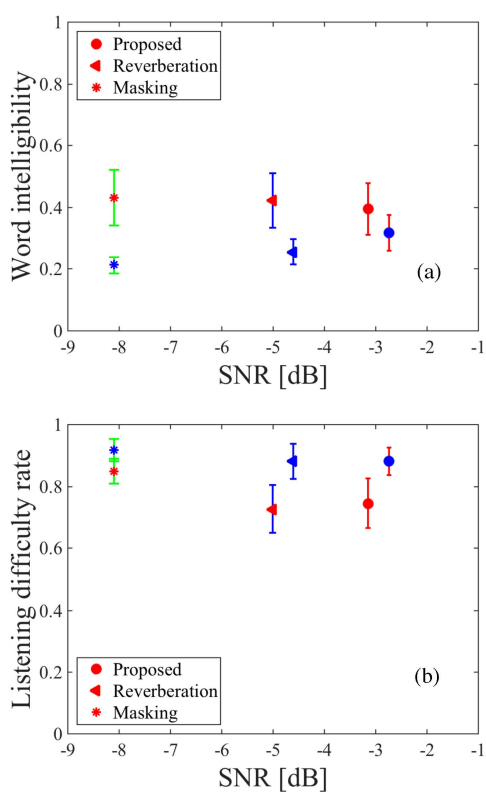 Word intelligibility
1
0.8
0.6
0.4
0.2
0
Proposed
Reverberation
Masking
(a)
-9 -8 -7 -6 -5 -4 -3 -2 -1
SNR [dB]
Listening difficulty rate
1
0.8
0.6
0.4
0.2
0
(b)
Proposed
Reverberation
Masking
-9 -8 -7 -6 -5 -4 -3 -2 -1
SNR [dB]